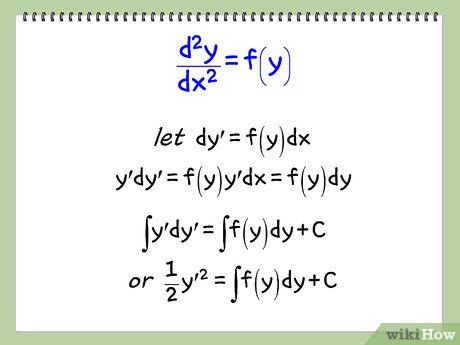 d²y/dx² = f(y)
let dy′ = f(y)dx
y′dy′ = f(y)y′dx = f(y)dy
∫y′dy′ = ∫f(y)dy + C
or 1/2 y′² = ∫f(y)dy + C
wikiHow